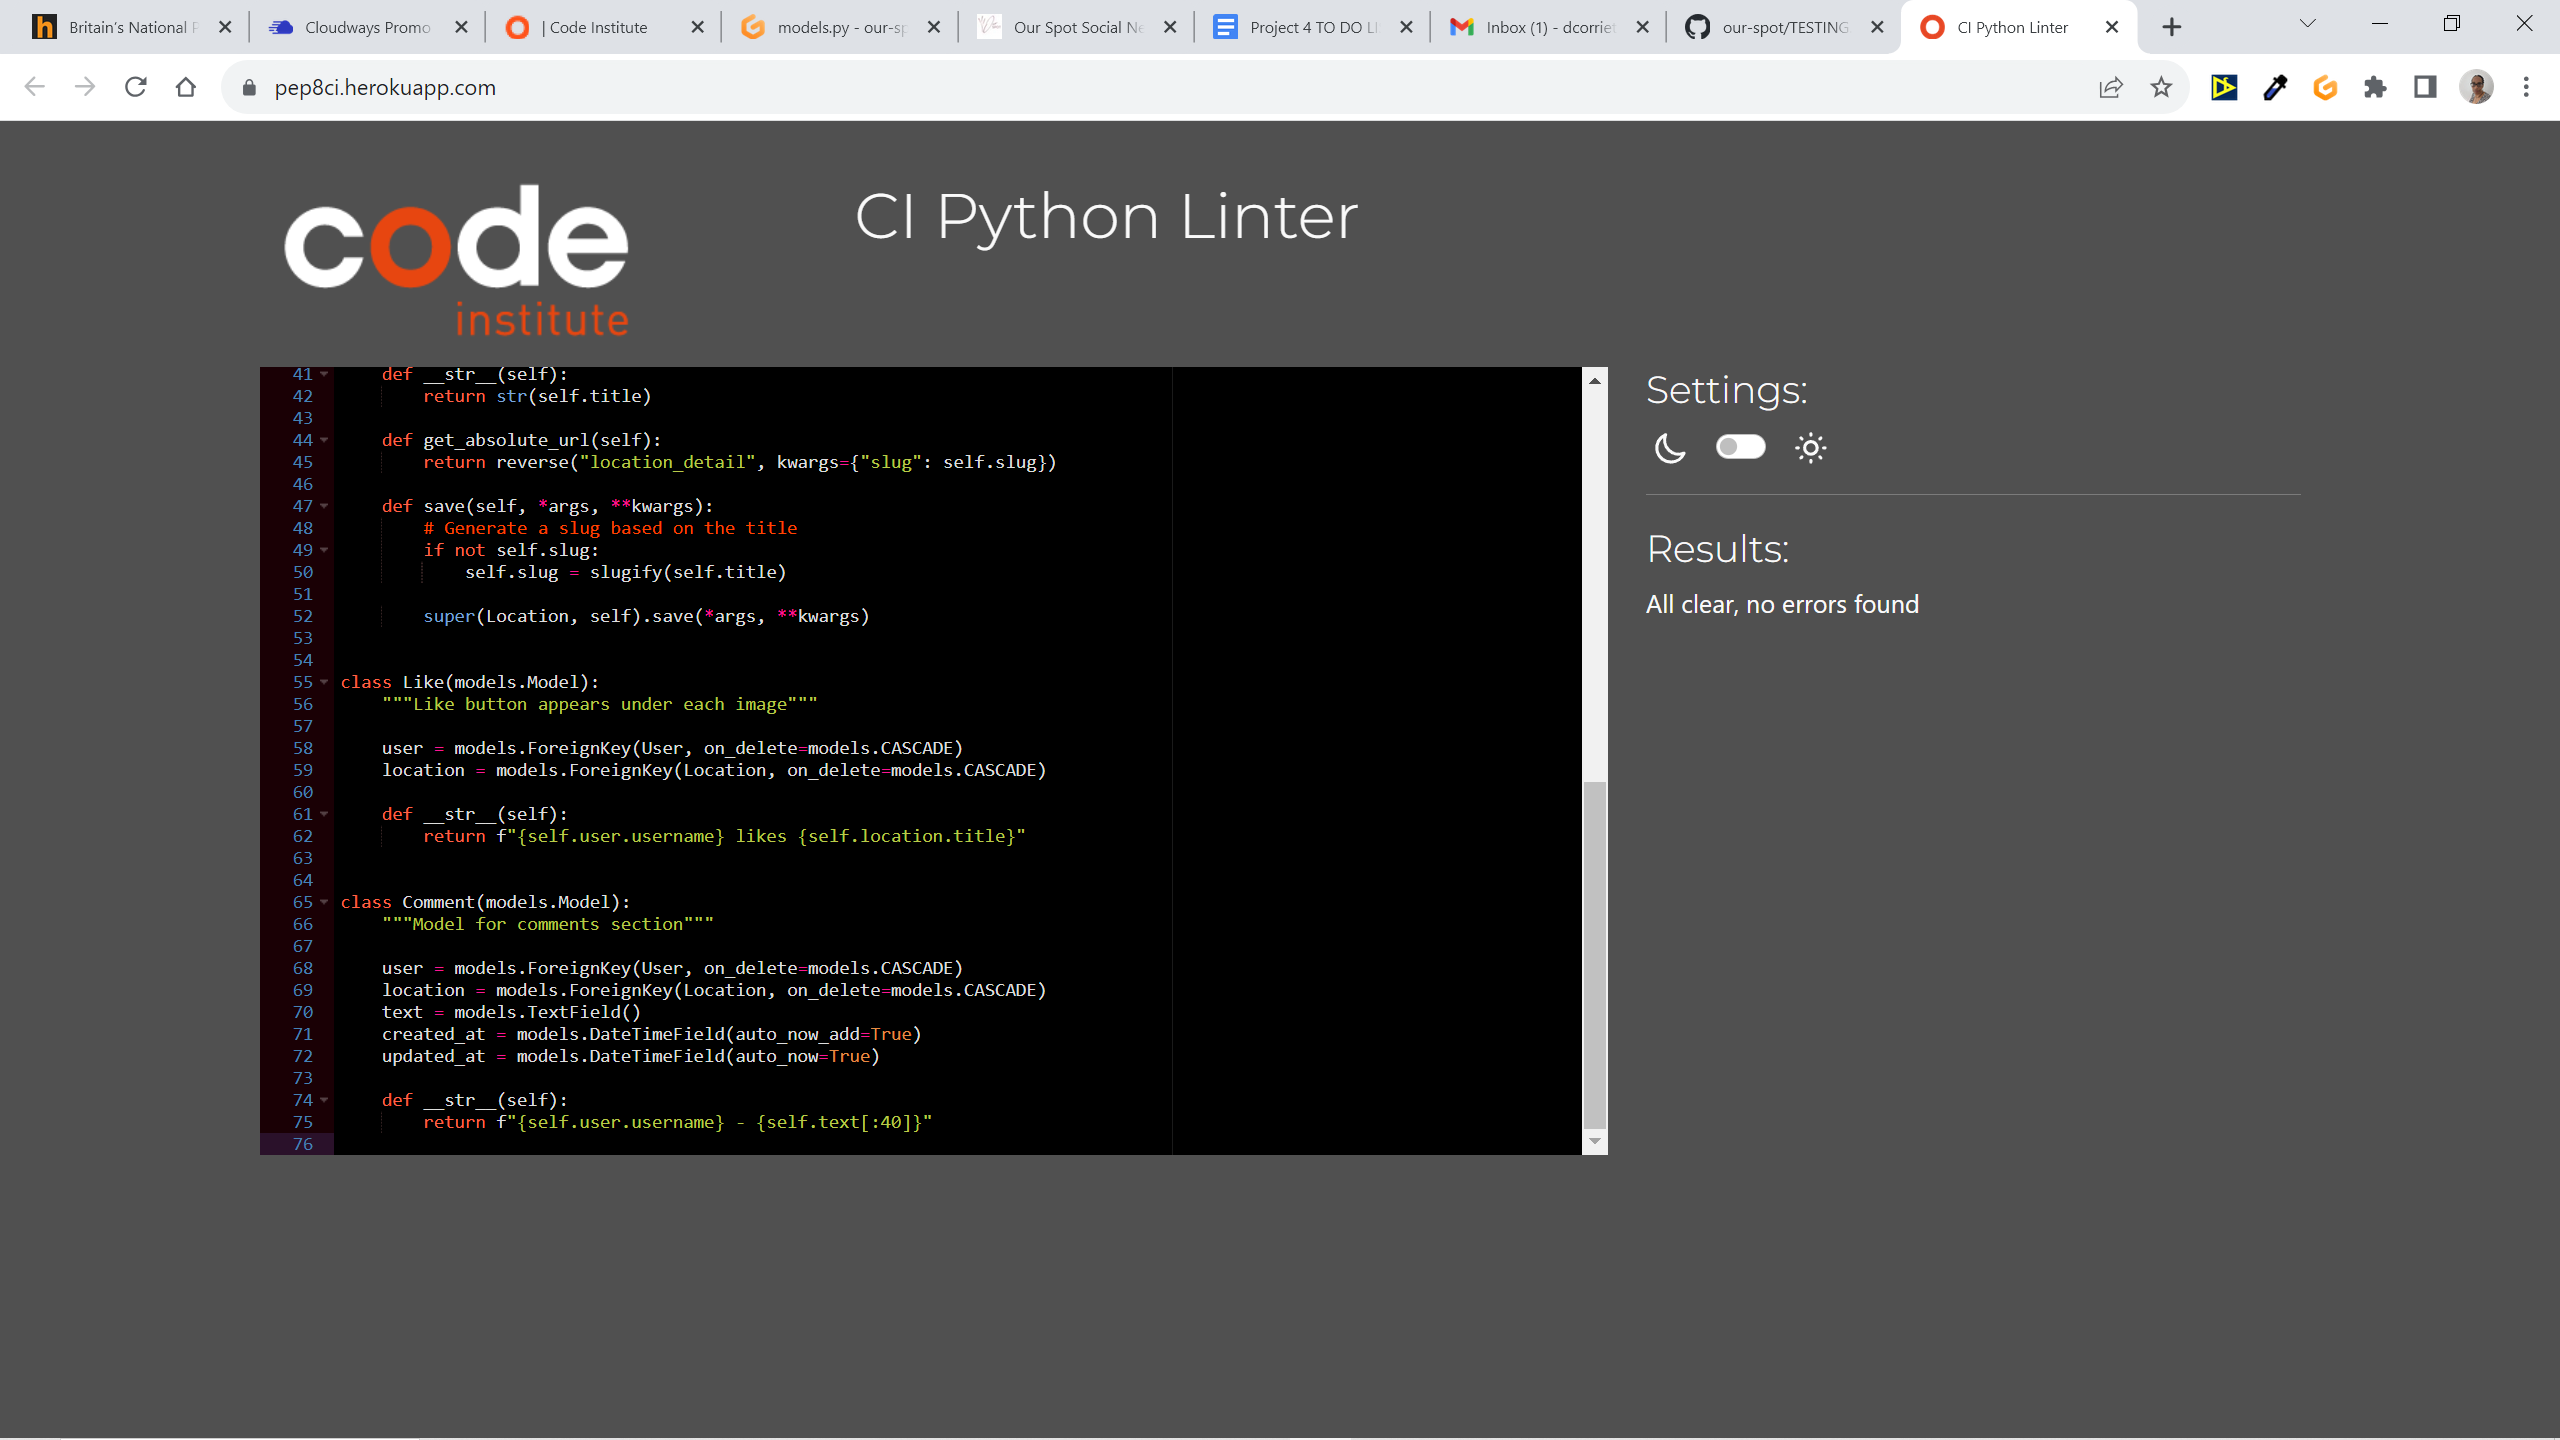 Britain's National
Cloudways Promo
| Code Institute
models.py - our-sp
Our Spot Social Ne
Project 4 TO DO LI
Inbox (1) - dcorriet
our-spot/TESTING
CI Python Linter
pep8ci.herokuapp.com
code
institute
CI Python Linter
41 def __str__(self):
42 return str(self.title)
43
44 def get_absolute_url(self):
45 return reverse("location_detail", kwargs={"slug": self.slug})
46
47 def save(self, *args, **kwargs):
48 # Generate a slug based on the title
49 if not self.slug:
50 self.slug = slugify(self.title)
51
52 super(Location, self).save(*args, **kwargs)
53
54
55 class Like(models.Model):
56 """Like button appears under each image"""
57
58 user = models.ForeignKey(User, on_delete=models.CASCADE)
59 location = models.ForeignKey(Location, on_delete=models.CASCADE)
60
61 def __str__(self):
62 return f"{self.user.username} likes {self.location.title}"
63
64
65 class Comment(models.Model):
66 """Model for comments section"""
67
68 user = models.ForeignKey(User, on_delete=models.CASCADE)
69 location = models.ForeignKey(Location, on_delete=models.CASCADE)
70 text = models.TextField()
71 created_at = models.DateTimeField(auto_now_add=True)
72 updated_at = models.DateTimeField(auto_now=True)
73
74 def __str__(self):
75 return f"{self.user.username} - {self.text[:40]}"
76
Settings:
Results:
All clear, no errors found